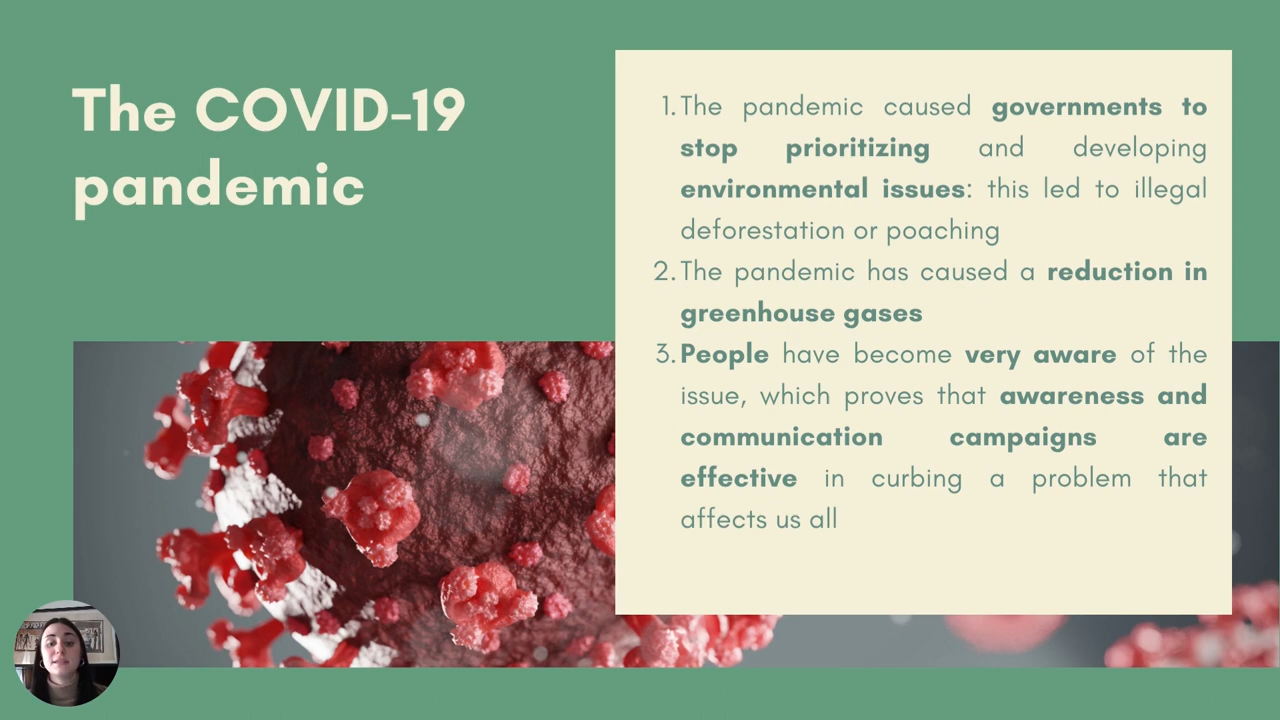 The COVID-19
pandemic
1. The pandemic caused governments to
stop prioritizing and developing
environmental issues: this led to illegal
deforestation or poaching
2. The pandemic has caused a reduction in
greenhouse gases
3. People have become very aware of the
issue, which proves that awareness and
communication campaigns are
effective in curbing a problem that
affects us all